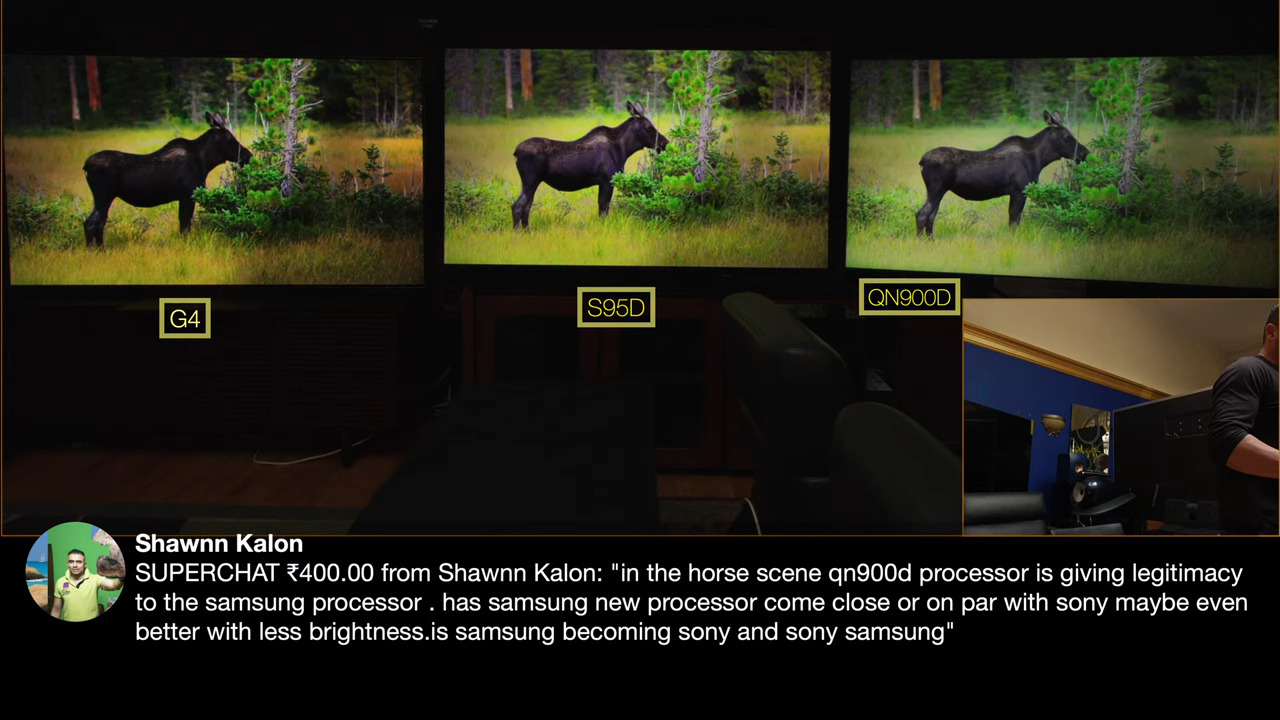 G4
S95D
QN900D
Shawnn Kalon
SUPERCHAT ₹400.00 from Shawnn Kalon: "in the horse scene qn900d processor is giving legitimacy
to the samsung processor . has samsung new processor come close or on par with sony maybe even
better with less brightness.is samsung becoming sony and sony samsung"